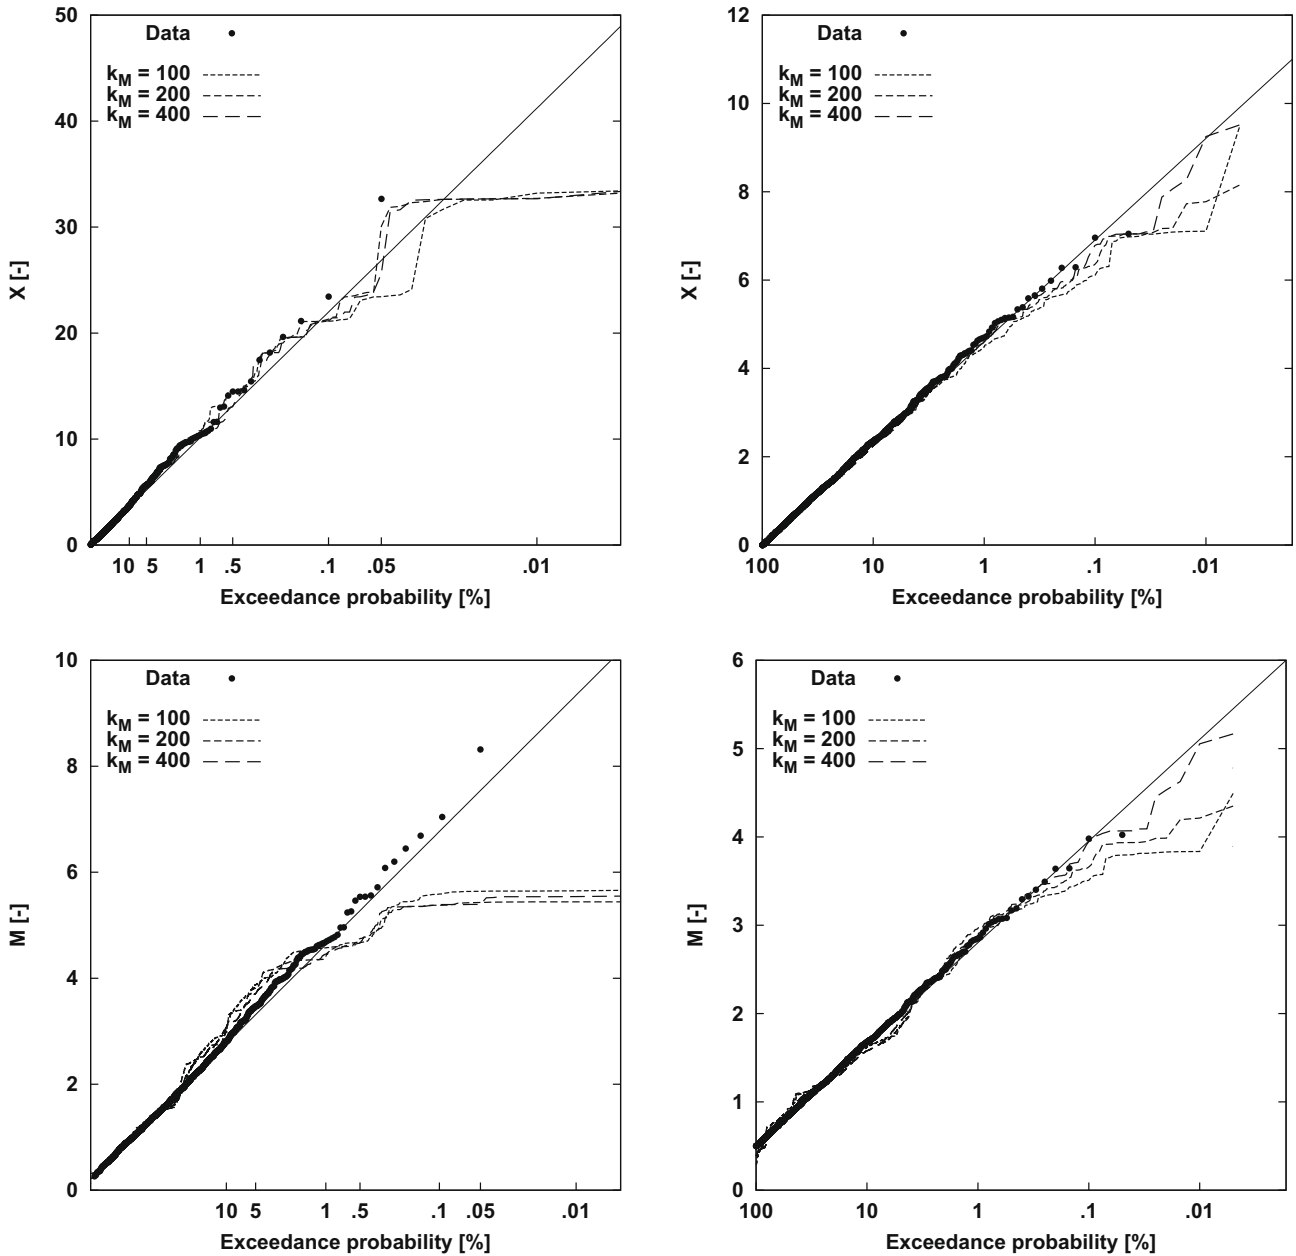 50
40
30
20
10
0
X [-]
Data
k_M = 100
k_M = 200
k_M = 400
10 5 1 .5 .1 .05 .01
Exceedance probability [%]
12
10
8
6
4
2
0
X [-]
Data
k_M = 100
k_M = 200
k_M = 400
100 10 1 .1 .01
Exceedance probability [%]
10
8
6
4
2
0
M [-]
Data
k_M = 100
k_M = 200
k_M = 400
10 5 1 .5 .1 .05 .01
Exceedance probability [%]
6
5
4
3
2
1
0
M [-]
Data
k_M = 100
k_M = 200
k_M = 400
100 10 1 .1 .01
Exceedance probability [%]